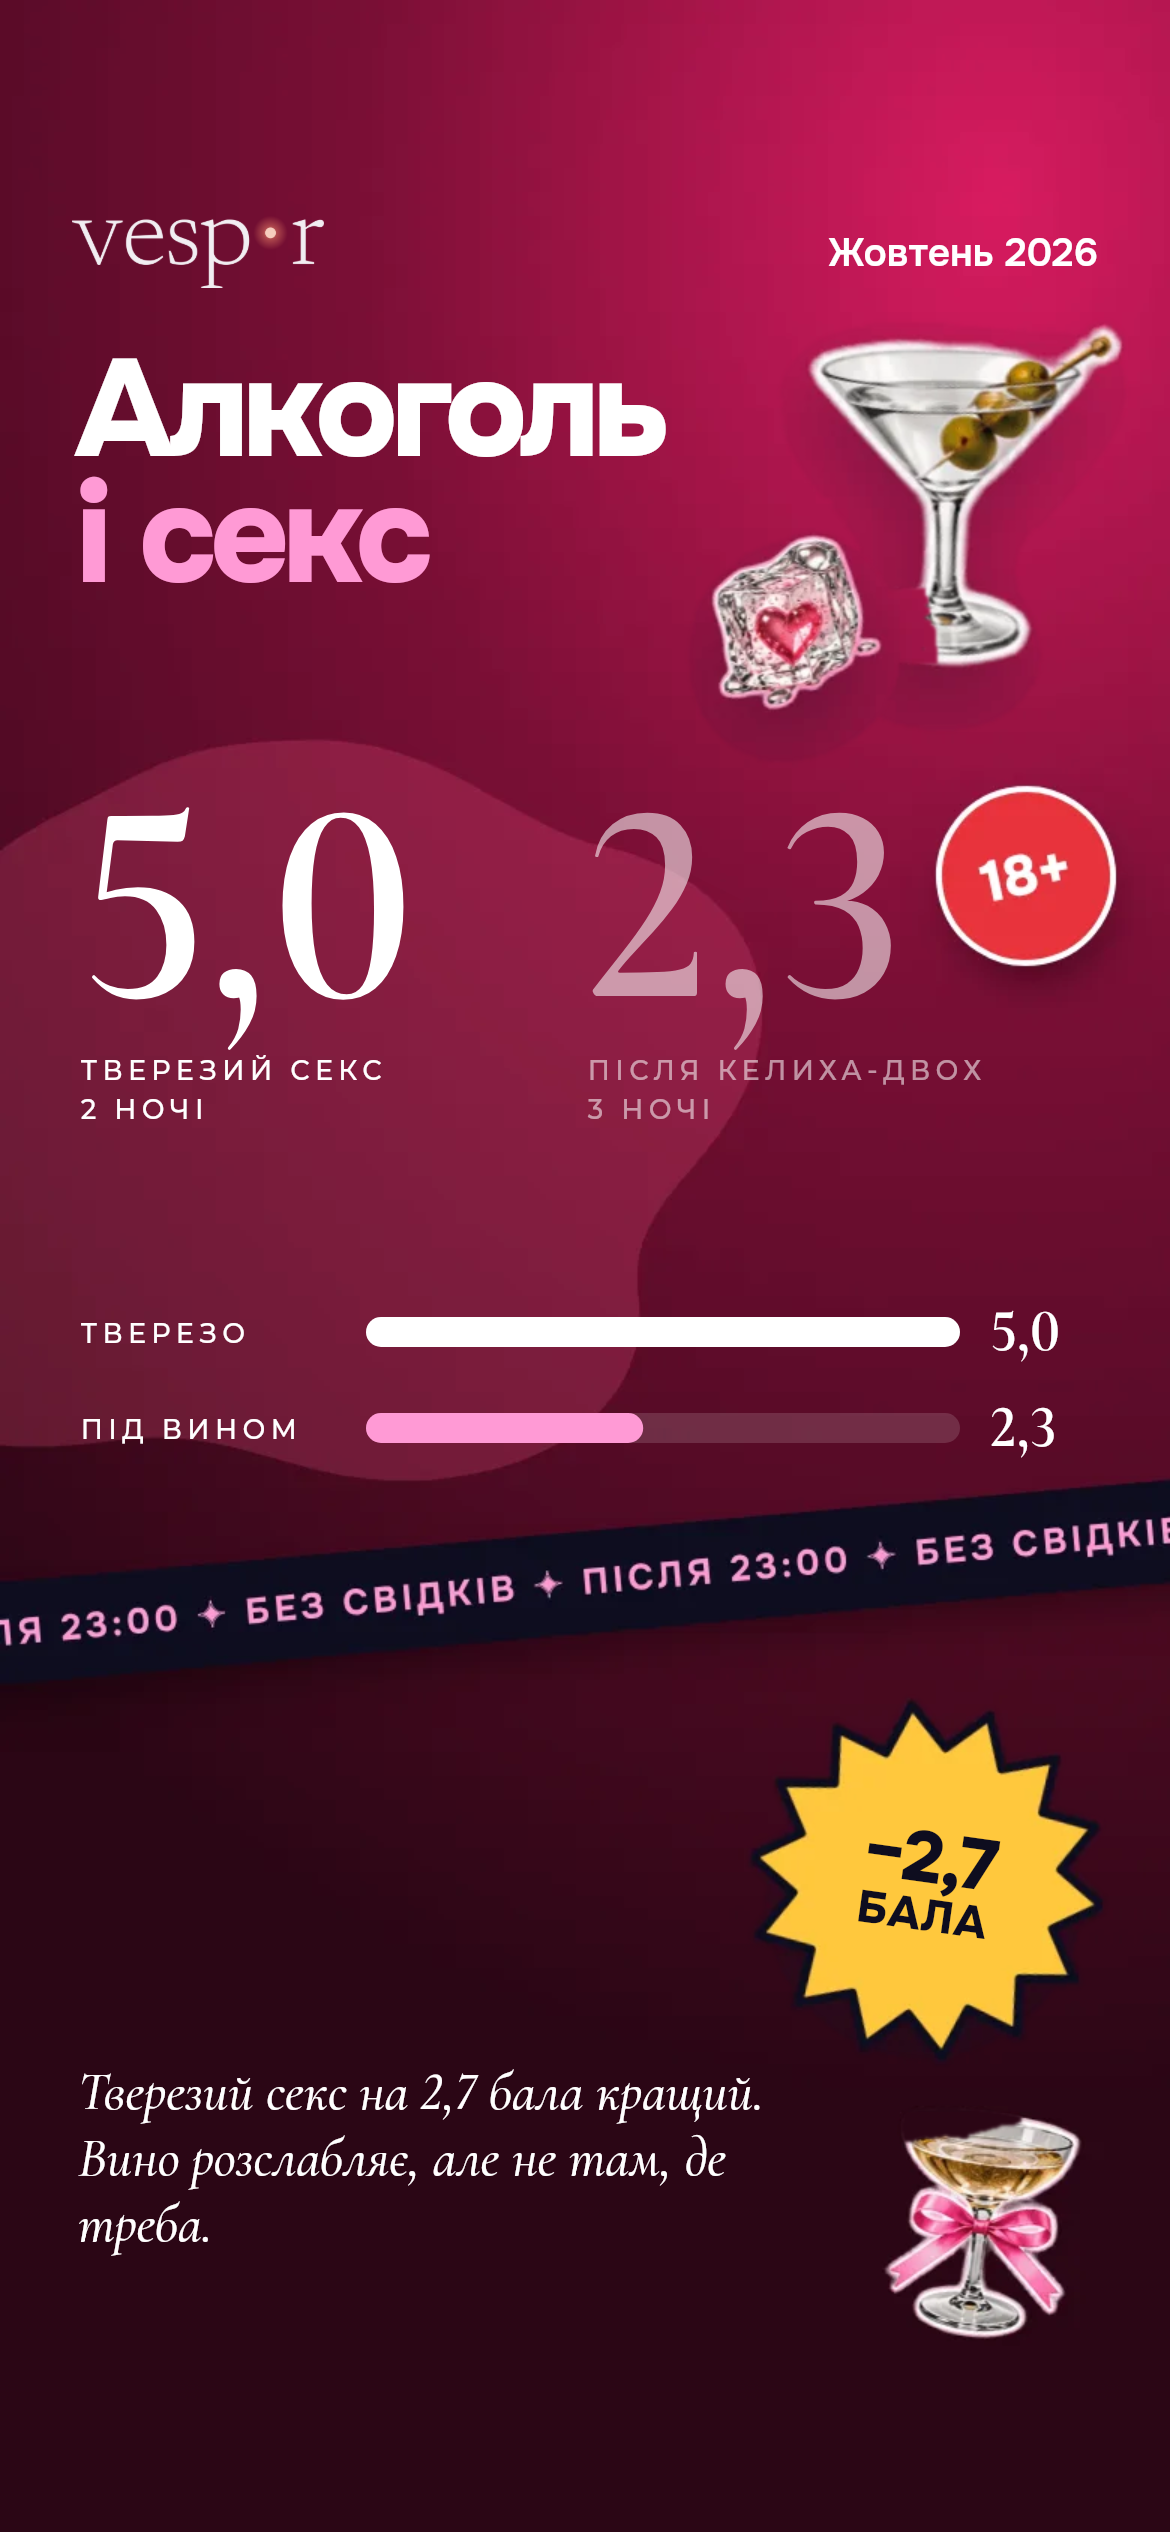 vesp•r
Жовтень 2026
Алкоголь
і секс
5,0
ТВЕРЕЗИЙ СЕКС
2 НОЧІ
2,3
ПІСЛЯ КЕЛИХА-ДВОХ
3 НОЧІ
18+
ТВЕРЕЗО 5,0
ПІД ВИНОМ 2,3
ЛЯ 23:00 ✦ БЕЗ СВІДКІВ ✦ ПІСЛЯ 23:00 ✦ БЕЗ СВІДКІВ
−2,7
БАЛА
Тверезий секс на 2,7 бала кращий.
Вино розслабляє, але не там, де
треба.